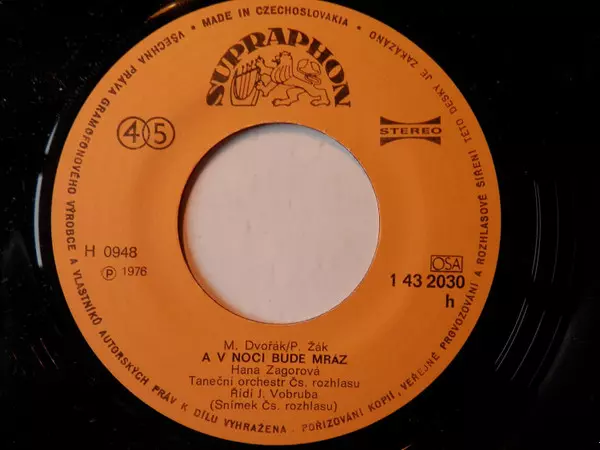 MADE IN CZECHOSLOVAKIA
VŠECHNA PRÁVA GRAMOFONOVÉHO VÝROBCE A VLASTNÍKŮ AUTORSKÝCH PRÁV K DÍLU VYHRAŽENA • POŘIZOVÁNÍ KOPIÍ, VEŘEJNÉ PROVOZOVÁNÍ A ROZHLASOVÉ ŠÍŘENÍ TÉTO DESKY JE ZAKÁZÁNO •
SUPRAPHON
45
STEREO
H 0948
℗ 1976
OSA
1 43 2030
h
M. Dvořák/P. Žák
A V NOCI BUDE MRAZ
Hana Zagorová
Taneční orchestr Čs. rozhlasu
Řídí J. Vobruba
(Snímek Čs. rozhlasu)